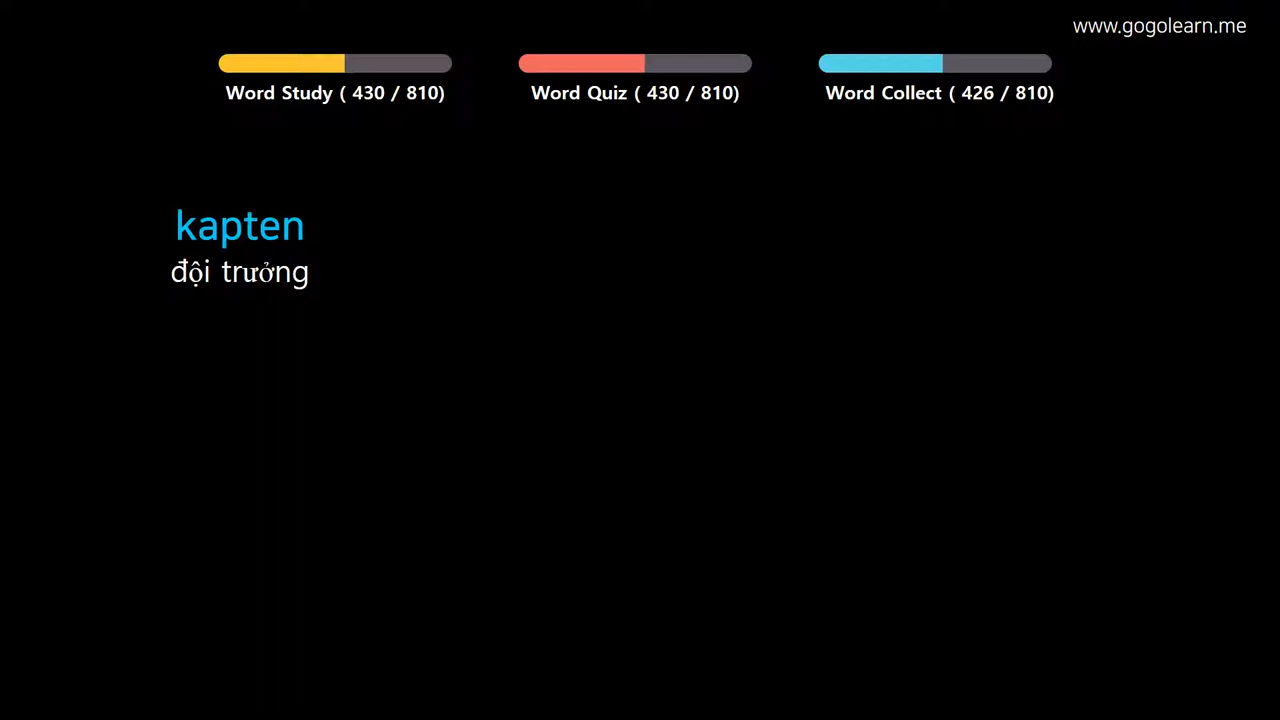 www.gogolearn.me
Word Study ( 430 / 810)
Word Quiz ( 430 / 810)
Word Collect ( 426 / 810)
kapten
đội trưởng